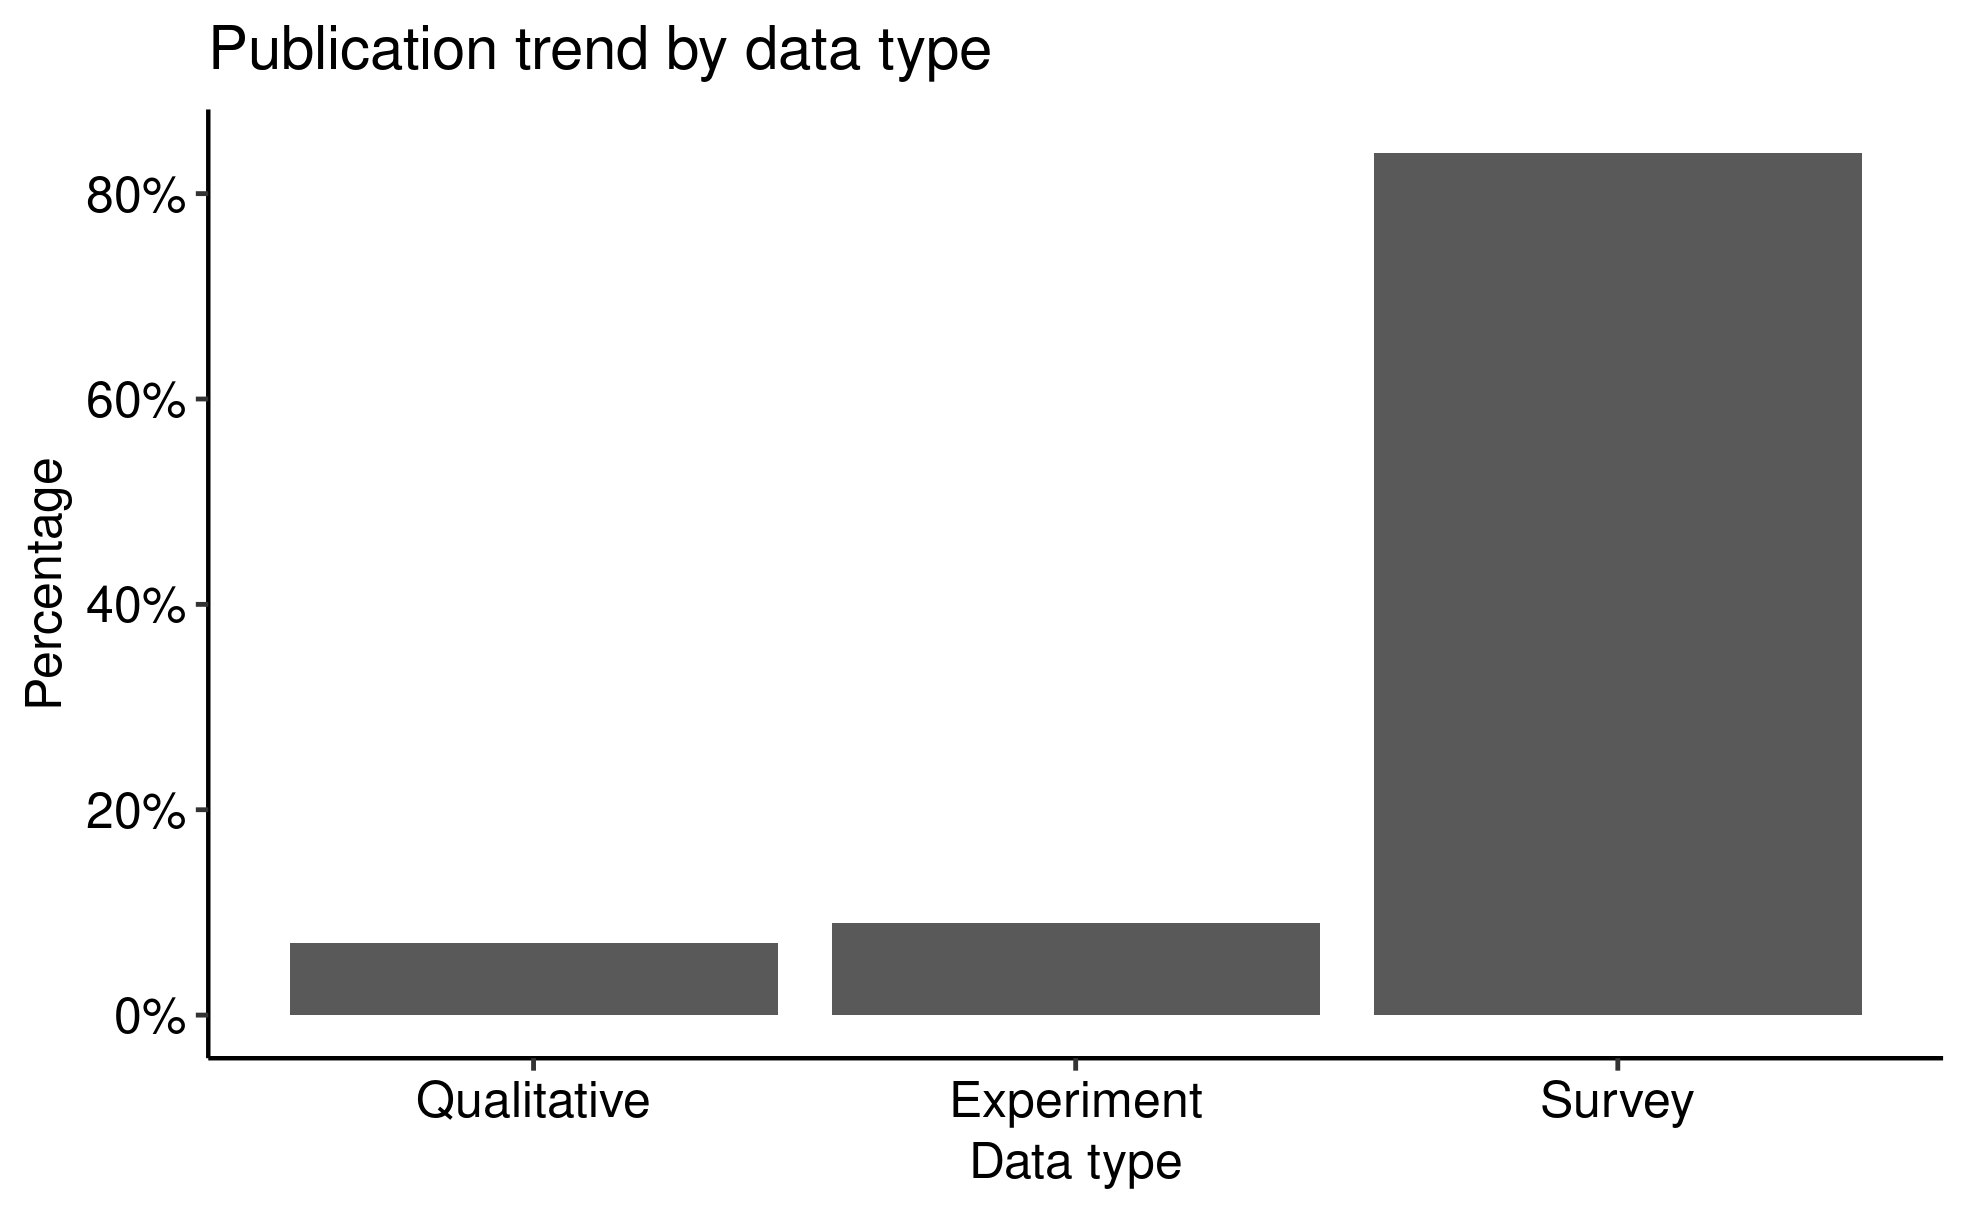 Publication trend by data type
80%
60%
40%
20%
0%
Percentage
Qualitative
Experiment
Survey
Data type